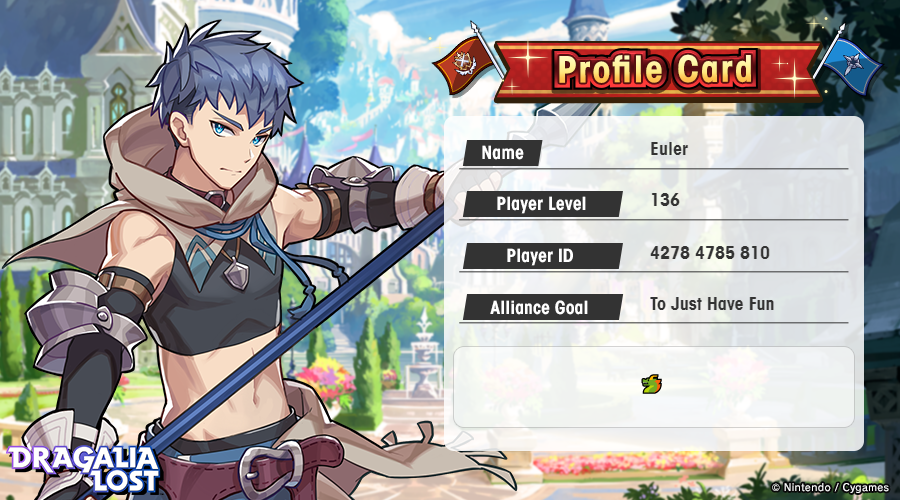 Profile Card
Name Euler
Player Level 136
Player ID 4278 4785 810
Alliance Goal To Just Have Fun
DRAGALIA
LOST
© Nintendo / Cygames